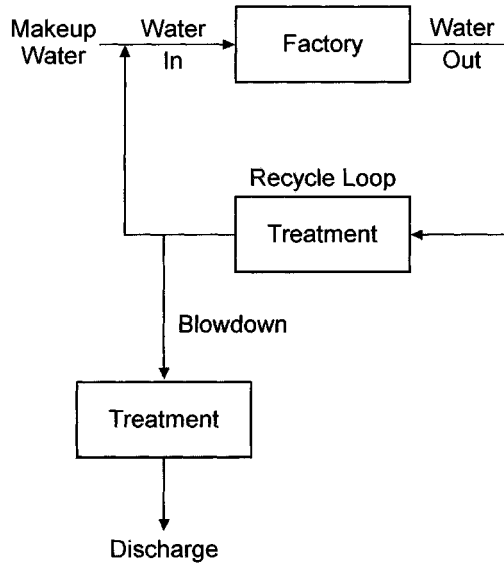 Makeup
Water
Water
In
Factory
Water
Out
Recycle Loop
Treatment
Blowdown
Treatment
Discharge